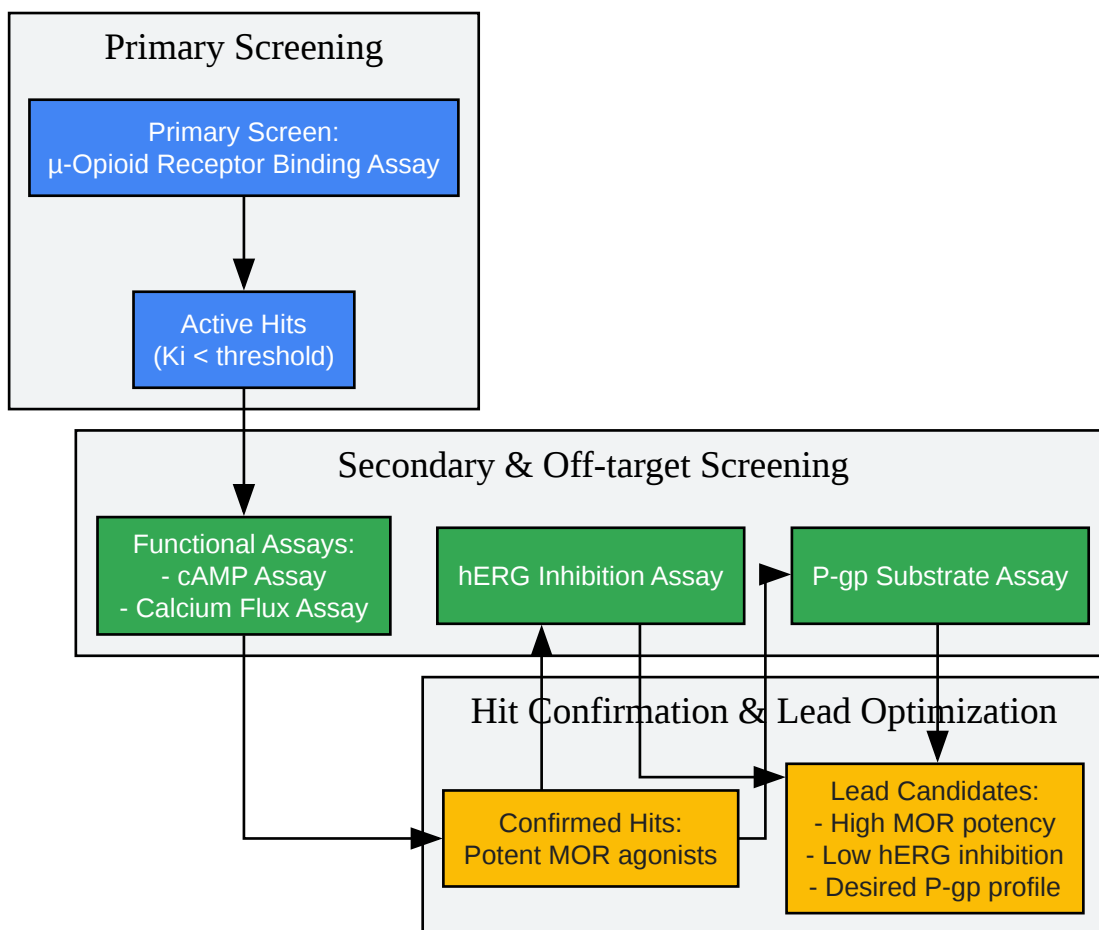 Primary Screening
Primary Screen:
µ-Opioid Receptor Binding Assay
Active Hits
(Ki < threshold)
Secondary & Off-target Screening
Functional Assays:
- cAMP Assay
- Calcium Flux Assay
hERG Inhibition Assay
P-gp Substrate Assay
Hit Confirmation & Lead Optimization
Confirmed Hits:
Potent MOR agonists
Lead Candidates:
- High MOR potency
- Low hERG inhibition
- Desired P-gp profile